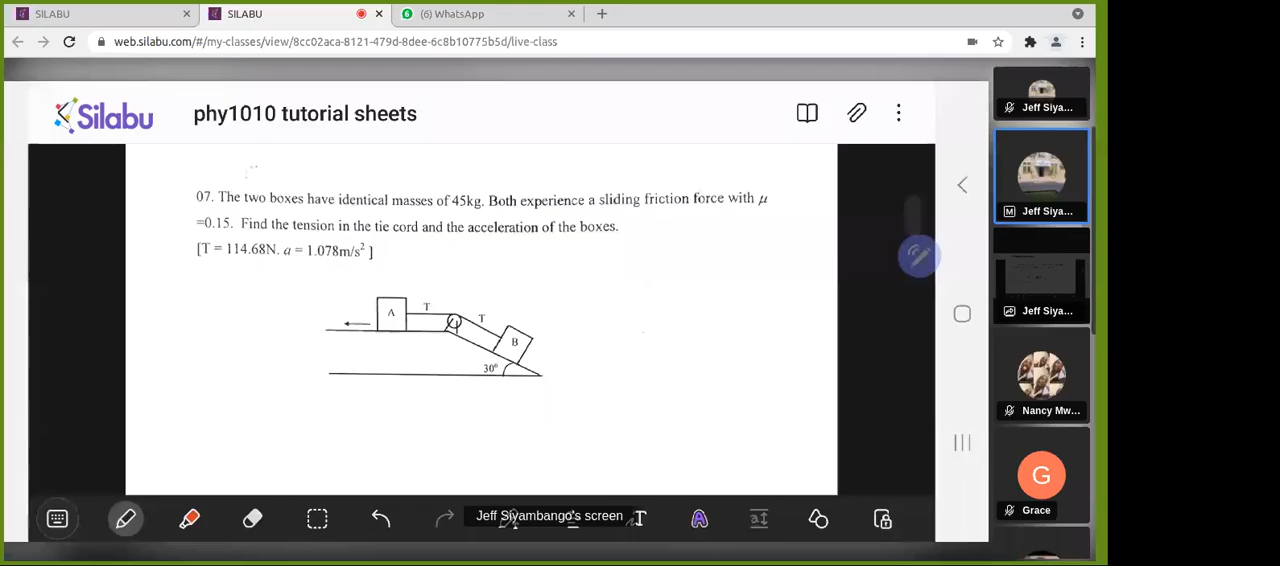 SILABU
SILABU
(6) WhatsApp
6
web.silabu.com/#/my-classes/view/8cc02aca-8121-479d-8dee-6c8b10775b5d/live-class
Silabu
phy1010 tutorial sheets
07. The two boxes have identical masses of 45kg. Both experience a sliding friction force with μ
=0.15. Find the tension in the tie cord and the acceleration of the boxes.
[T = 114.68N. a = 1.078m/s² ]
A
T
T
B
30°
Jeff Siyambango's screen
T
A
a
Jeff Siya...
M
Jeff Siya...
Jeff Siya...
Nancy Mw...
G
Grace